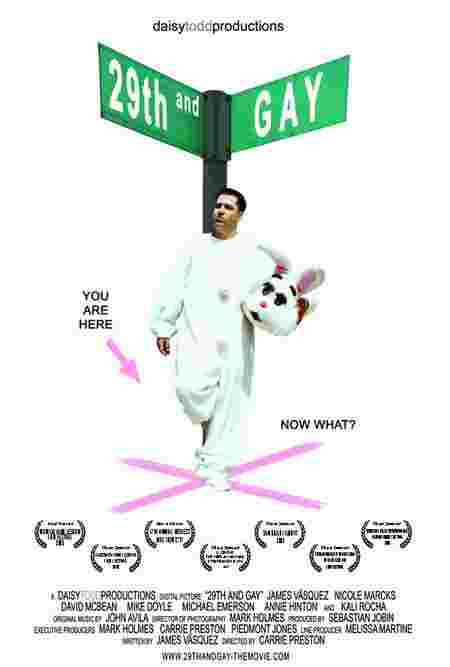 daisytoddproductions
29th and
GAY
YOU
ARE
HERE
NOW WHAT?
A DAISYTODDPRODUCTIONS DIGITAL PICTURE "29TH AND GAY" JAMES VÁSQUEZ NICOLE MARCKS
DAVID MCBEAN MIKE DOYLE MICHAEL EMERSON ANNIE HINTON AND KALI ROCHA
ORIGINAL MUSIC BY JOHN AVILA DIRECTOR OF PHOTOGRAPHY MARK HOLMES PRODUCED BY SEBASTIAN JOBIN
EXECUTIVE PRODUCERS MARK HOLMES CARRIE PRESTON PIEDMONT JONES LINE PRODUCER MELISSA MARTINE
WRITTEN BY JAMES VÁSQUEZ DIRECTED BY CARRIE PRESTON
WWW.29THANDGAY-THEMOVIE.COM